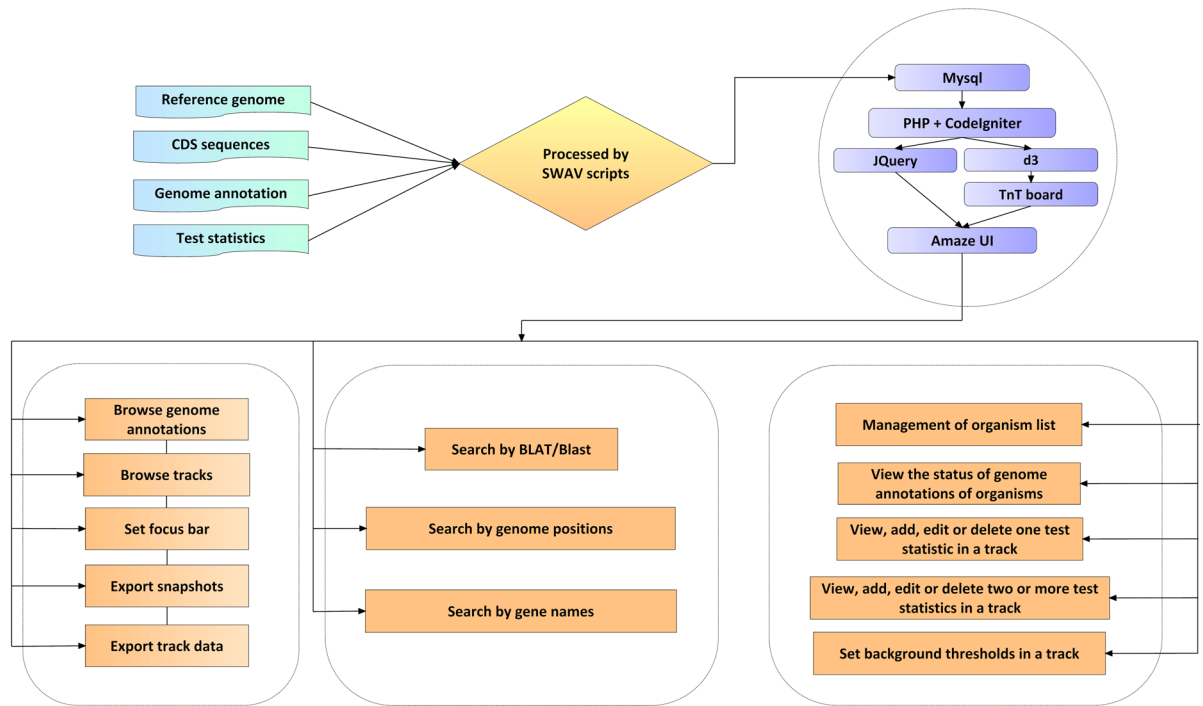 Reference genome
CDS sequences
Genome annotation
Test statistics
Processed by
SWAV scripts
Mysql
PHP + CodeIgniter
JQuery
d3
TnT board
Amaze UI
Browse genome
annotations
Browse tracks
Set focus bar
Export snapshots
Export track data
Search by BLAT/Blast
Search by genome positions
Search by gene names
Management of organism list
View the status of genome
annotations of organisms
View, add, edit or delete one test
statistic in a track
View, add, edit or delete two or more test
statistics in a track
Set background thresholds in a track